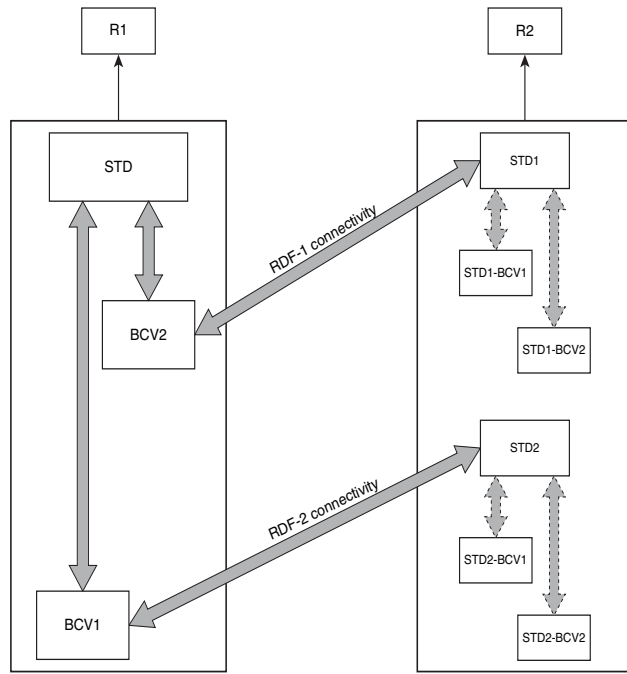 R1
R2
STD
STD1
RDF-1 connectivity
STD1-BCV1
BCV2
STD1-BCV2
STD2
RDF-2 connectivity
STD2-BCV1
BCV1
STD2-BCV2